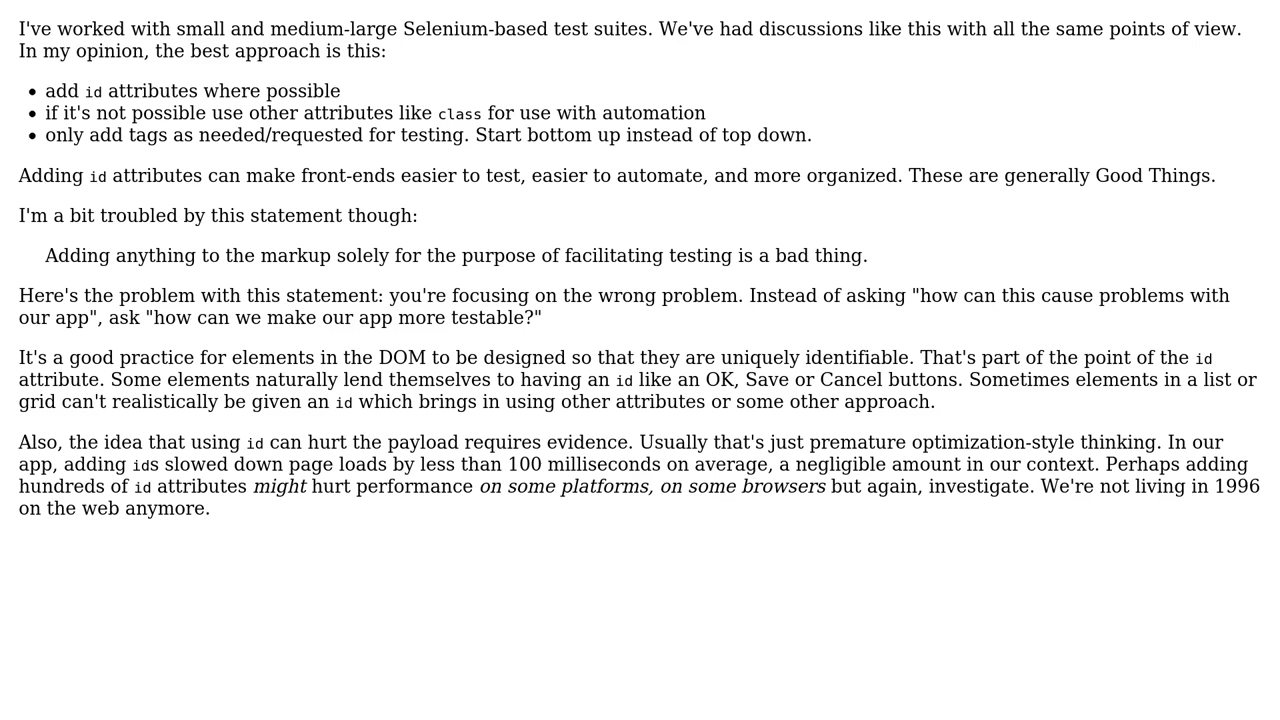 I've worked with small and medium-large Selenium-based test suites. We've had discussions like this with all the same points of view.
In my opinion, the best approach is this:
• add id attributes where possible
• if it's not possible use other attributes like class for use with automation
• only add tags as needed/requested for testing. Start bottom up instead of top down.
Adding id attributes can make front-ends easier to test, easier to automate, and more organized. These are generally Good Things.
I'm a bit troubled by this statement though:
Adding anything to the markup solely for the purpose of facilitating testing is a bad thing.
Here's the problem with this statement: you're focusing on the wrong problem. Instead of asking "how can this cause problems with
our app", ask "how can we make our app more testable?"
It's a good practice for elements in the DOM to be designed so that they are uniquely identifiable. That's part of the point of the id
attribute. Some elements naturally lend themselves to having an id like an OK, Save or Cancel buttons. Sometimes elements in a list or
grid can't realistically be given an id which brings in using other attributes or some other approach.
Also, the idea that using id can hurt the payload requires evidence. Usually that's just premature optimization-style thinking. In our
app, adding ids slowed down page loads by less than 100 milliseconds on average, a negligible amount in our context. Perhaps adding
hundreds of id attributes might hurt performance on some platforms, on some browsers but again, investigate. We're not living in 1996
on the web anymore.